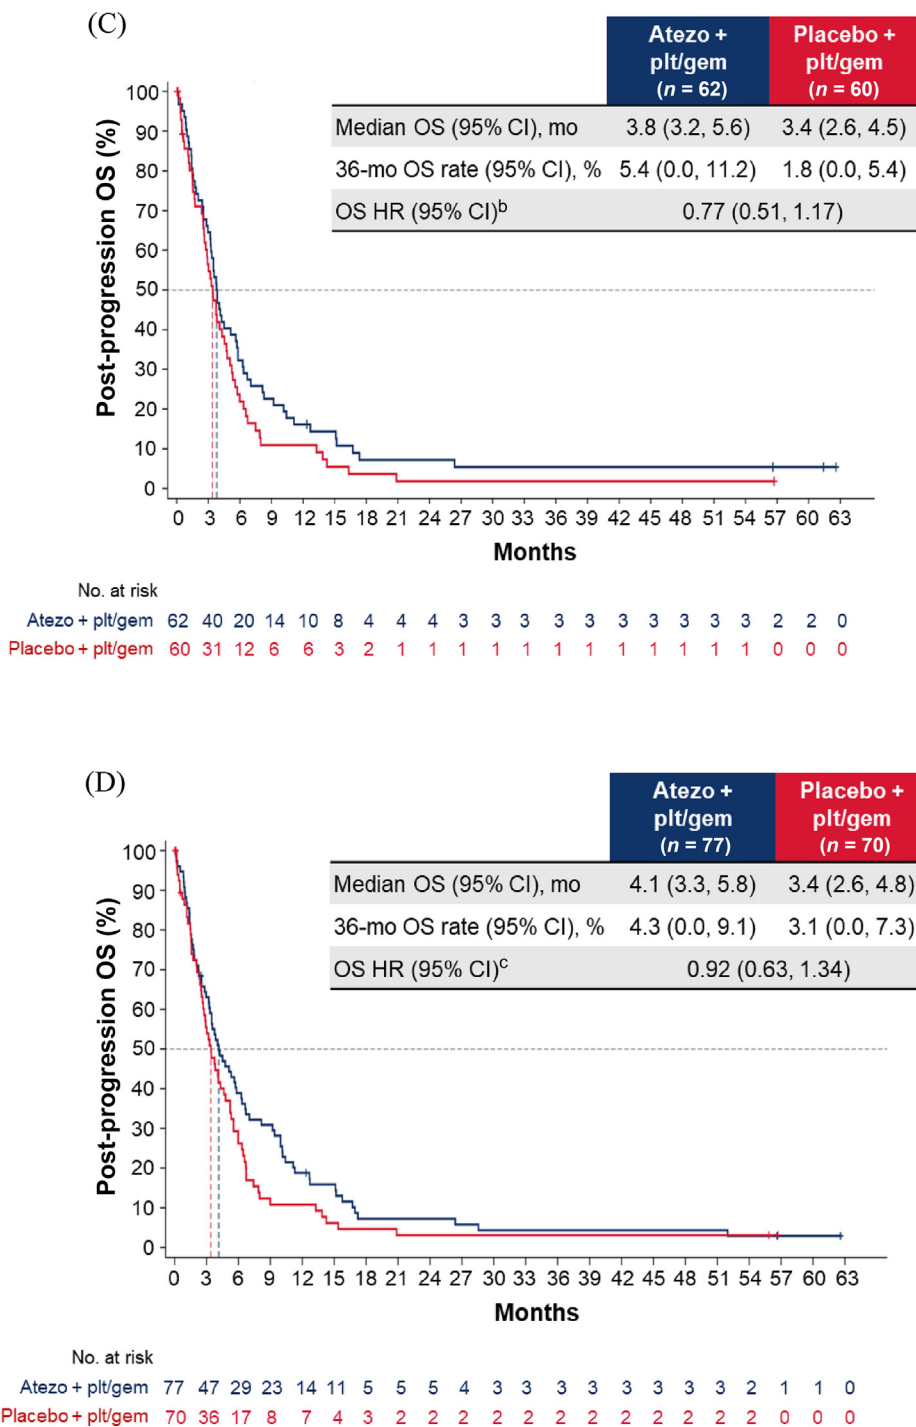 (C)
Atezo + plt/gem (n = 62)
Placebo + plt/gem (n = 60)
Median OS (95% CI), mo 3.8 (3.2, 5.6) 3.4 (2.6, 4.5)
36-mo OS rate (95% CI), % 5.4 (0.0, 11.2) 1.8 (0.0, 5.4)
OS HR (95% CI)b 0.77 (0.51, 1.17)
Post-progression OS (%)
100
90
80
70
60
50
40
30
20
10
0
0 3 6 9 12 15 18 21 24 27 30 33 36 39 42 45 48 51 54 57 60 63
Months
No. at risk
Atezo + plt/gem 62 40 20 14 10 8 4 4 4 3 3 3 3 3 3 3 3 3 3 2 2 0
Placebo + plt/gem 60 31 12 6 6 3 2 1 1 1 1 1 1 1 1 1 1 1 1 0 0 0
(D)
Atezo + plt/gem (n = 77)
Placebo + plt/gem (n = 70)
Median OS (95% CI), mo 4.1 (3.3, 5.8) 3.4 (2.6, 4.8)
36-mo OS rate (95% CI), % 4.3 (0.0, 9.1) 3.1 (0.0, 7.3)
OS HR (95% CI)c 0.92 (0.63, 1.34)
Post-progression OS (%)
100
90
80
70
60
50
40
30
20
10
0
0 3 6 9 12 15 18 21 24 27 30 33 36 39 42 45 48 51 54 57 60 63
Months
No. at risk
Atezo + plt/gem 77 47 29 23 14 11 5 5 5 4 3 3 3 3 3 3 3 3 2 1 1 0
Placebo + plt/gem 70 36 17 8 7 4 3 2 2 2 2 2 2 2 2 2 2 2 2 0 0 0